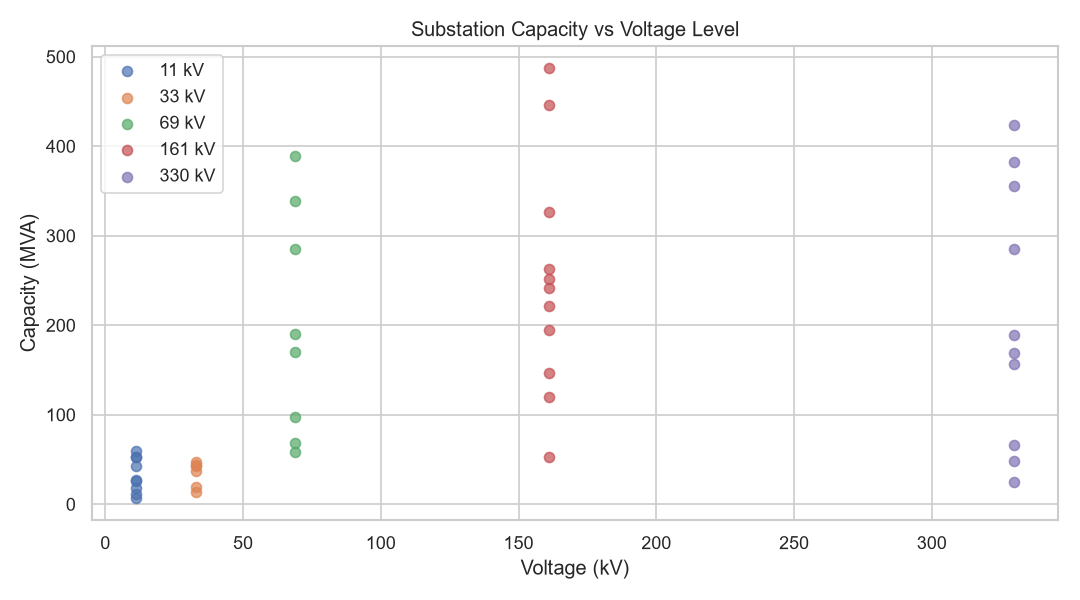 Substation Capacity vs Voltage Level
500
400
300
200
100
0
Capacity (MVA)
11 kV
33 kV
69 kV
161 kV
330 kV
0 50 100 150 200 250 300
Voltage (kV)